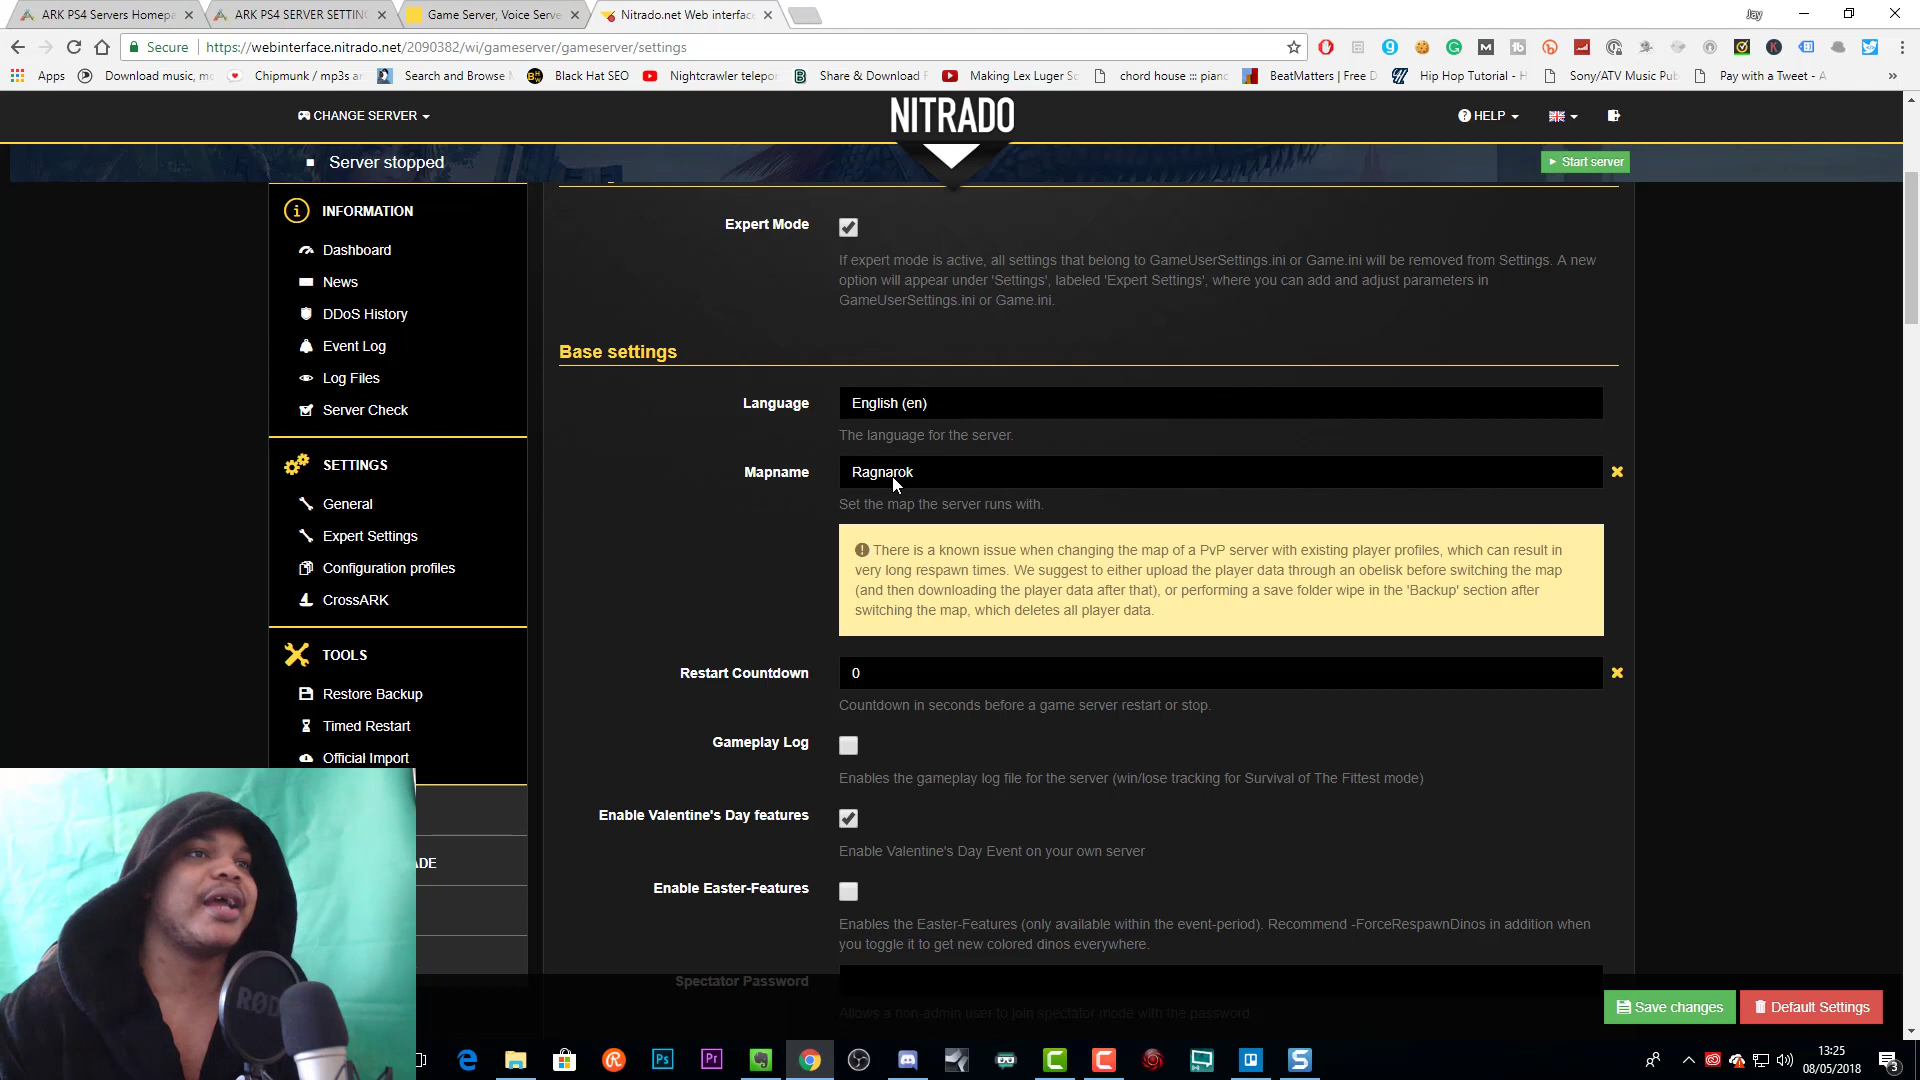 ARK PS4 Servers Homepa
ARK PS4 SERVER SETTIN
Game Server, Voice Serve
Nitrado.net Web interfac
Jay
Secure
https://webinterface.nitrado.net/2090382/wi/gameserver/gameserver/settings
Apps
Download music, mo
Chipmunk / mp3s ar
Search and Browse
Black Hat SEO
Nightcrawler telepor
Share & Download F
Making Lex Luger So
chord house ::: pianc
BeatMatters | Free D
Hip Hop Tutorial - H
Sony/ATV Music Pub
Pay with a Tweet - A
CHANGE SERVER
NITRADO
HELP
Server stopped
Start server
INFORMATION
Dashboard
News
DDoS History
Event Log
Log Files
Server Check
SETTINGS
General
Expert Settings
Configuration profiles
CrossARK
TOOLS
Restore Backup
Timed Restart
Official Import
ADE
Expert Mode
If expert mode is active, all settings that belong to GameUserSettings.ini or Game.ini will be removed from Settings. A new
option will appear under 'Settings', labeled 'Expert Settings', where you can add and adjust parameters in
GameUserSettings.ini or Game.ini.
Base settings
Language
English (en)
The language for the server.
Mapname
Ragnarok
Set the map the server runs with.
There is a known issue when changing the map of a PvP server with existing player profiles, which can result in
very long respawn times. We suggest to either upload the player data through an obelisk before switching the map
(and then downloading the player data after that), or performing a save folder wipe in the 'Backup' section after
switching the map, which deletes all player data.
Restart Countdown
0
Countdown in seconds before a game server restart or stop.
Gameplay Log
Enables the gameplay log file for the server (win/lose tracking for Survival of The Fittest mode)
Enable Valentine's Day features
Enable Valentine's Day Event on your own server
Enable Easter-Features
Enables the Easter-Features (only available within the event-period). Recommend -ForceRespawnDinos in addition when
you toggle it to get new colored dinos everywhere.
Spectator Password
Allows a non-admin user to join spectator mode with the password.
Save changes
Default Settings
RØDE
Ps
Pr
13:25
08/05/2018
3